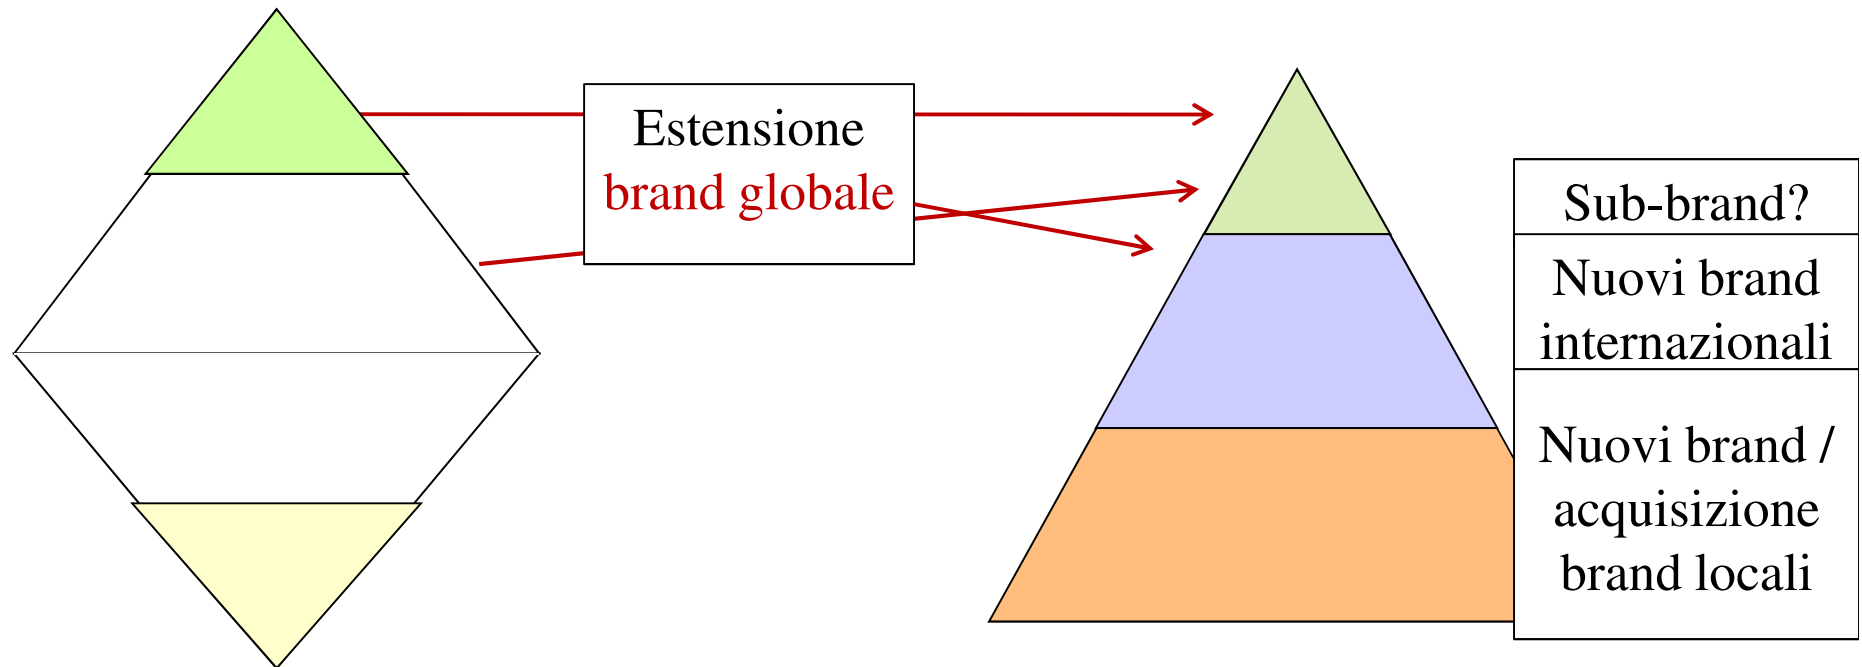 Estensione
brand globale
Sub-brand?
Nuovi brand
internazionali
Nuovi brand /
acquisizione
brand locali